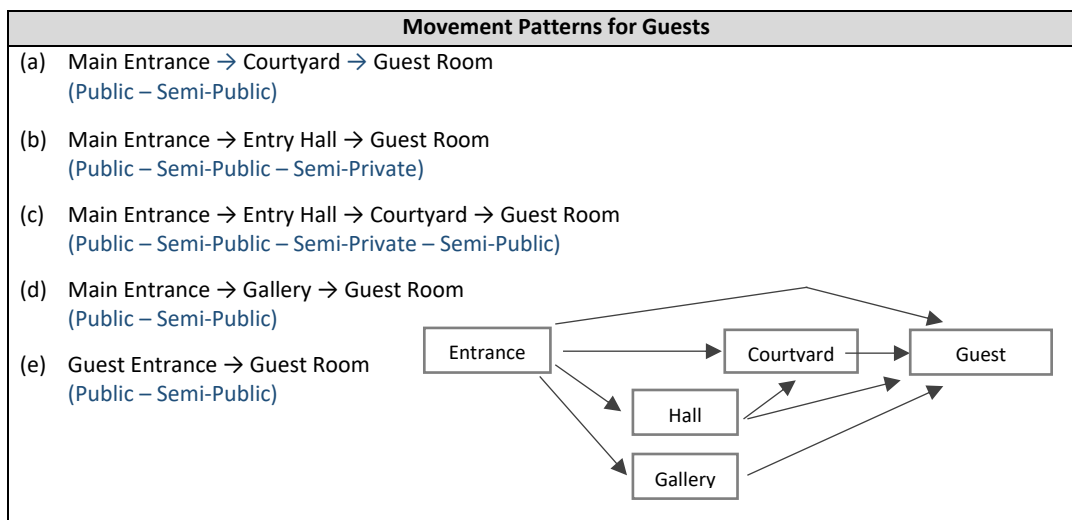 Movement Patterns for Guests
(a) Main Entrance → Courtyard → Guest Room
(Public – Semi-Public)
(b) Main Entrance → Entry Hall → Guest Room
(Public – Semi-Public – Semi-Private)
(c) Main Entrance → Entry Hall → Courtyard → Guest Room
(Public – Semi-Public – Semi-Private – Semi-Public)
(d) Main Entrance → Gallery → Guest Room
(Public – Semi-Public)
(e) Guest Entrance → Guest Room
(Public – Semi-Public)
Entrance
Courtyard
Guest
Hall
Gallery